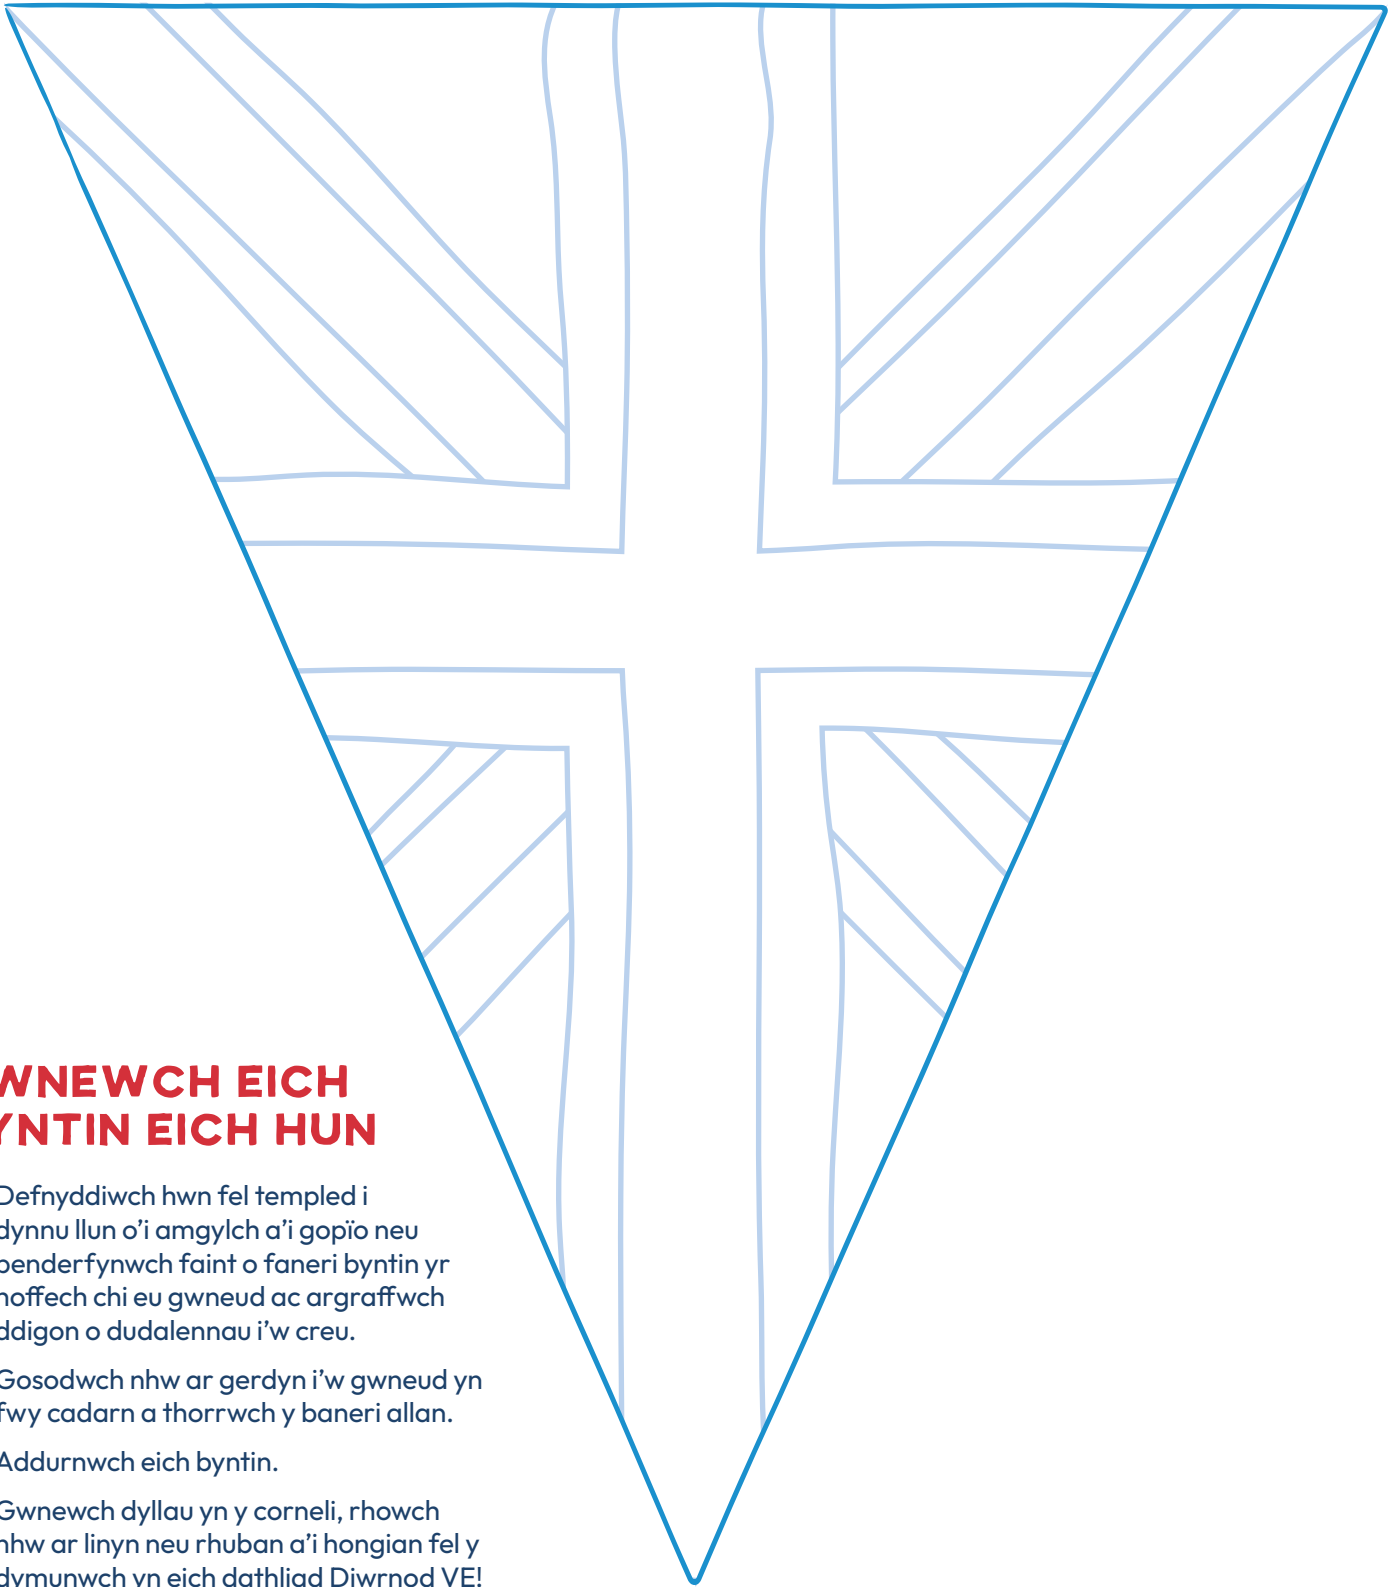 WNEWCH EICH
YNTIN EICH HUN
Defnyddiwch hwn fel templed i
dynnu llun o'i amgylch a'i gopïo neu
penderfynwch faint o faneri byntin yr
hoffech chi eu gwneud ac argraffwch
ddigon o dudalennau i'w creu.
Gosodwch nhw ar gerdyn i'w gwneud yn
fwy cadarn a thorrwch y baneri allan.
Addurnwch eich byntin.
Gwnewch dyllau yn y corneli, rhowch
nhw ar linyn neu rhuban a'i hongian fel y
dymunwch yn eich dathliad Diwrnod VE!